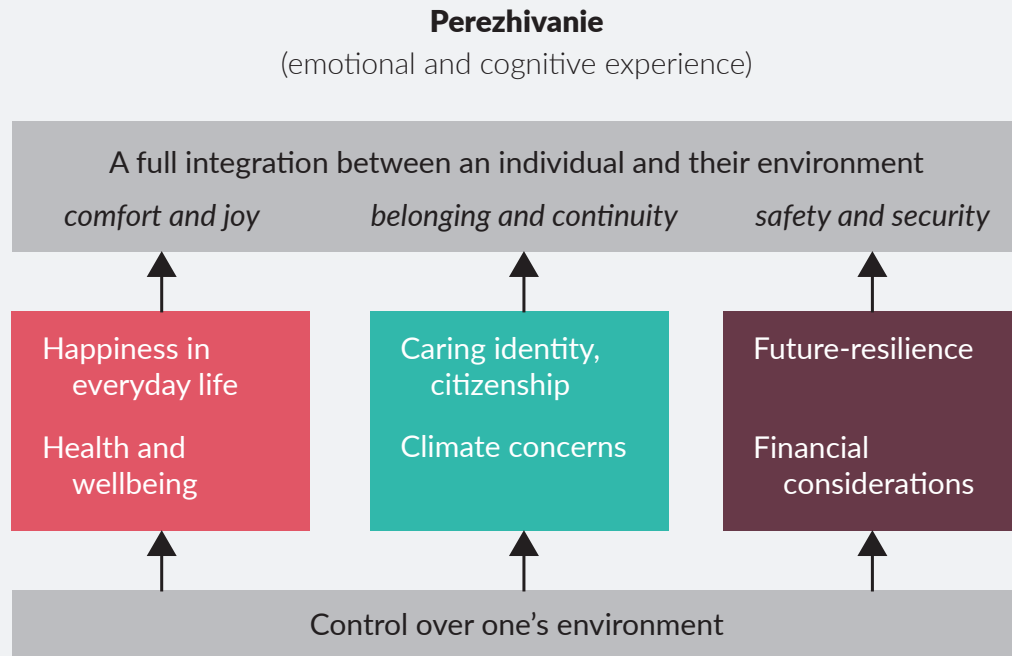 Perezhivanie
(emotional and cognitive experience)
A full integration between an individual and their environment
comfort and joy
belonging and continuity
safety and security
Happiness in
everyday life
Health and
wellbeing
Caring identity,
citizenship
Climate concerns
Future-resilience
Financial
considerations
Control over one’s environment